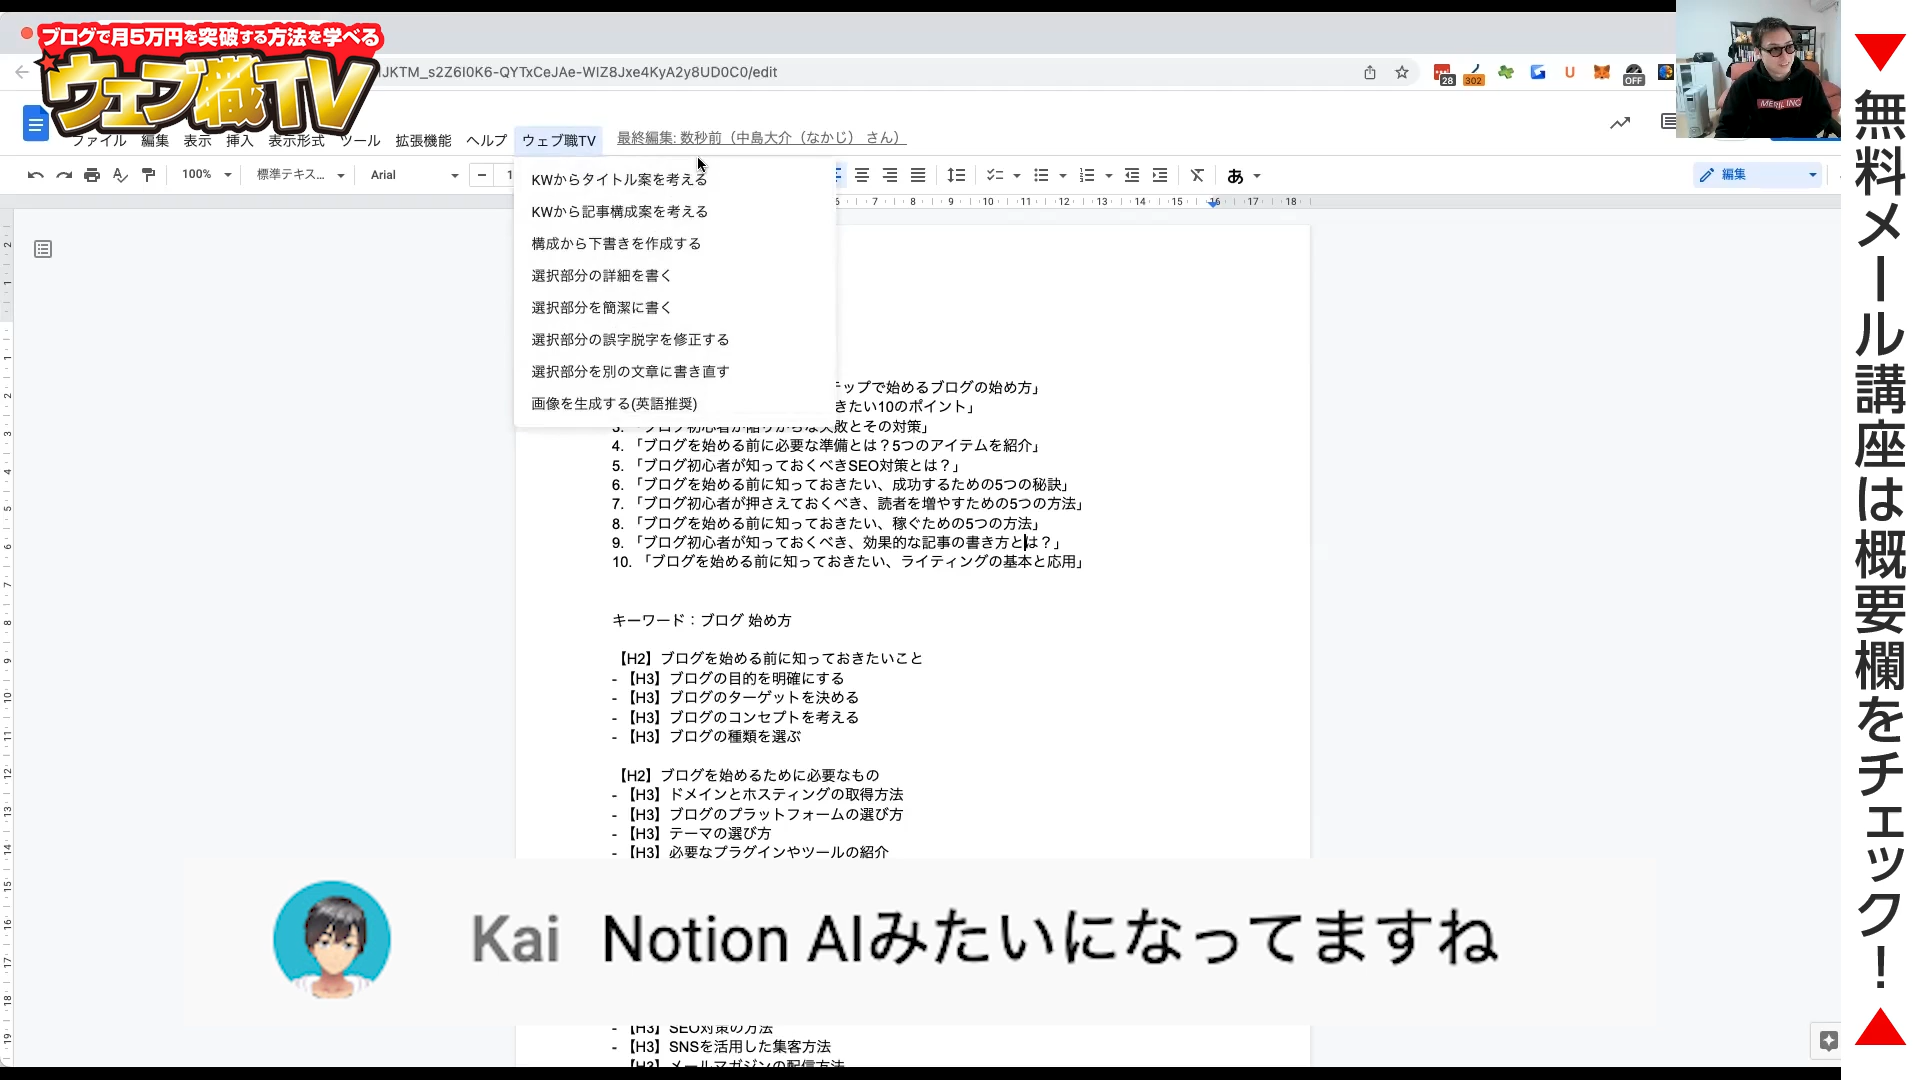 ブログで月5万円を突破する方法を学べる
ウェブ職TV
JKTM_s2Z6I0K6-QYTxCeJAe-WIZ8Jxe4KyA2y8UD0C0/edit
28
302
OFF
MERIL INC
ファイル 編集 表示 挿入 表示形式 ツール 拡張機能 ヘルプ ウェブ職TV 最終編集: 数秒前（中島大介（なかじ） さん）
100% 標準テキス... Arial あ 編集
KWからタイトル案を考える
KWから記事構成案を考える
構成から下書きを作成する
選択部分の詳細を書く
選択部分を簡潔に書く
選択部分の誤字脱字を修正する
選択部分を別の文章に書き直す
画像を生成する(英語推奨)
ップで始めるブログの始め方」
きたい10のポイント」
3. 「ブログ初心者が陥りがちな失敗とその対策」
4. 「ブログを始める前に必要な準備とは？5つのアイテムを紹介」
5. 「ブログ初心者が知っておくべきSEO対策とは？」
6. 「ブログを始める前に知っておきたい、成功するための5つの秘訣」
7. 「ブログ初心者が押さえておくべき、読者を増やすための5つの方法」
8. 「ブログを始める前に知っておきたい、稼ぐための5つの方法」
9. 「ブログ初心者が知っておくべき、効果的な記事の書き方とは？」
10. 「ブログを始める前に知っておきたい、ライティングの基本と応用」
キーワード：ブログ 始め方
【H2】ブログを始める前に知っておきたいこと
- 【H3】ブログの目的を明確にする
- 【H3】ブログのターゲットを決める
- 【H3】ブログのコンセプトを考える
- 【H3】ブログの種類を選ぶ
【H2】ブログを始めるために必要なもの
- 【H3】ドメインとホスティングの取得方法
- 【H3】ブログのプラットフォームの選び方
- 【H3】テーマの選び方
- 【H3】必要なプラグインやツールの紹介
Kai Notion AIみたいになってますね
- 【H3】SEO対策の方法
- 【H3】SNSを活用した集客方法
- 【H3】メールマガジンの配信方法
無料メール講座は概要欄をチェック！